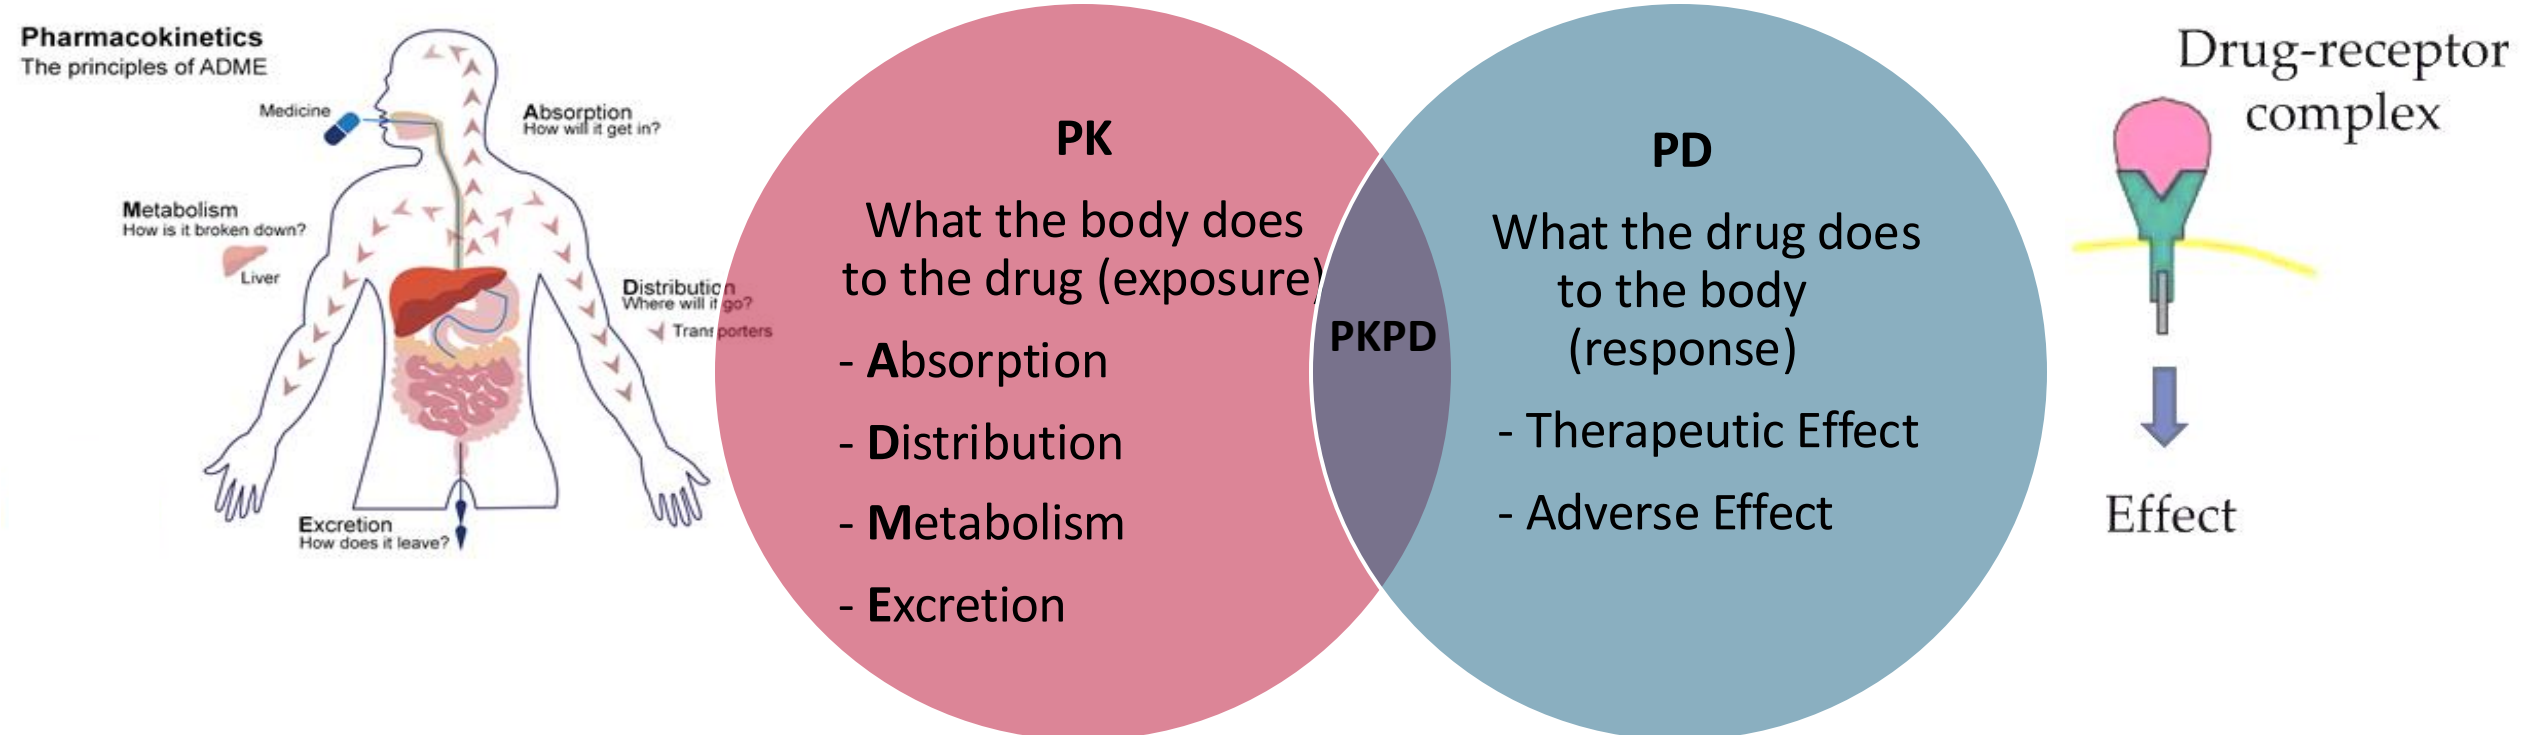 Pharmacokinetics
The principles of ADME
Medicine
Absorption
How will it get in?
Metabolism
How is it broken down?
Liver
Distribution
Where will it go?
Transporters
Excretion
How does it leave?
PK
What the body does
to the drug (exposure)
- Absorption
- Distribution
- Metabolism
- Excretion
PKPD
PD
What the drug does
to the body
(response)
- Therapeutic Effect
- Adverse Effect
Drug-receptor
complex
Effect